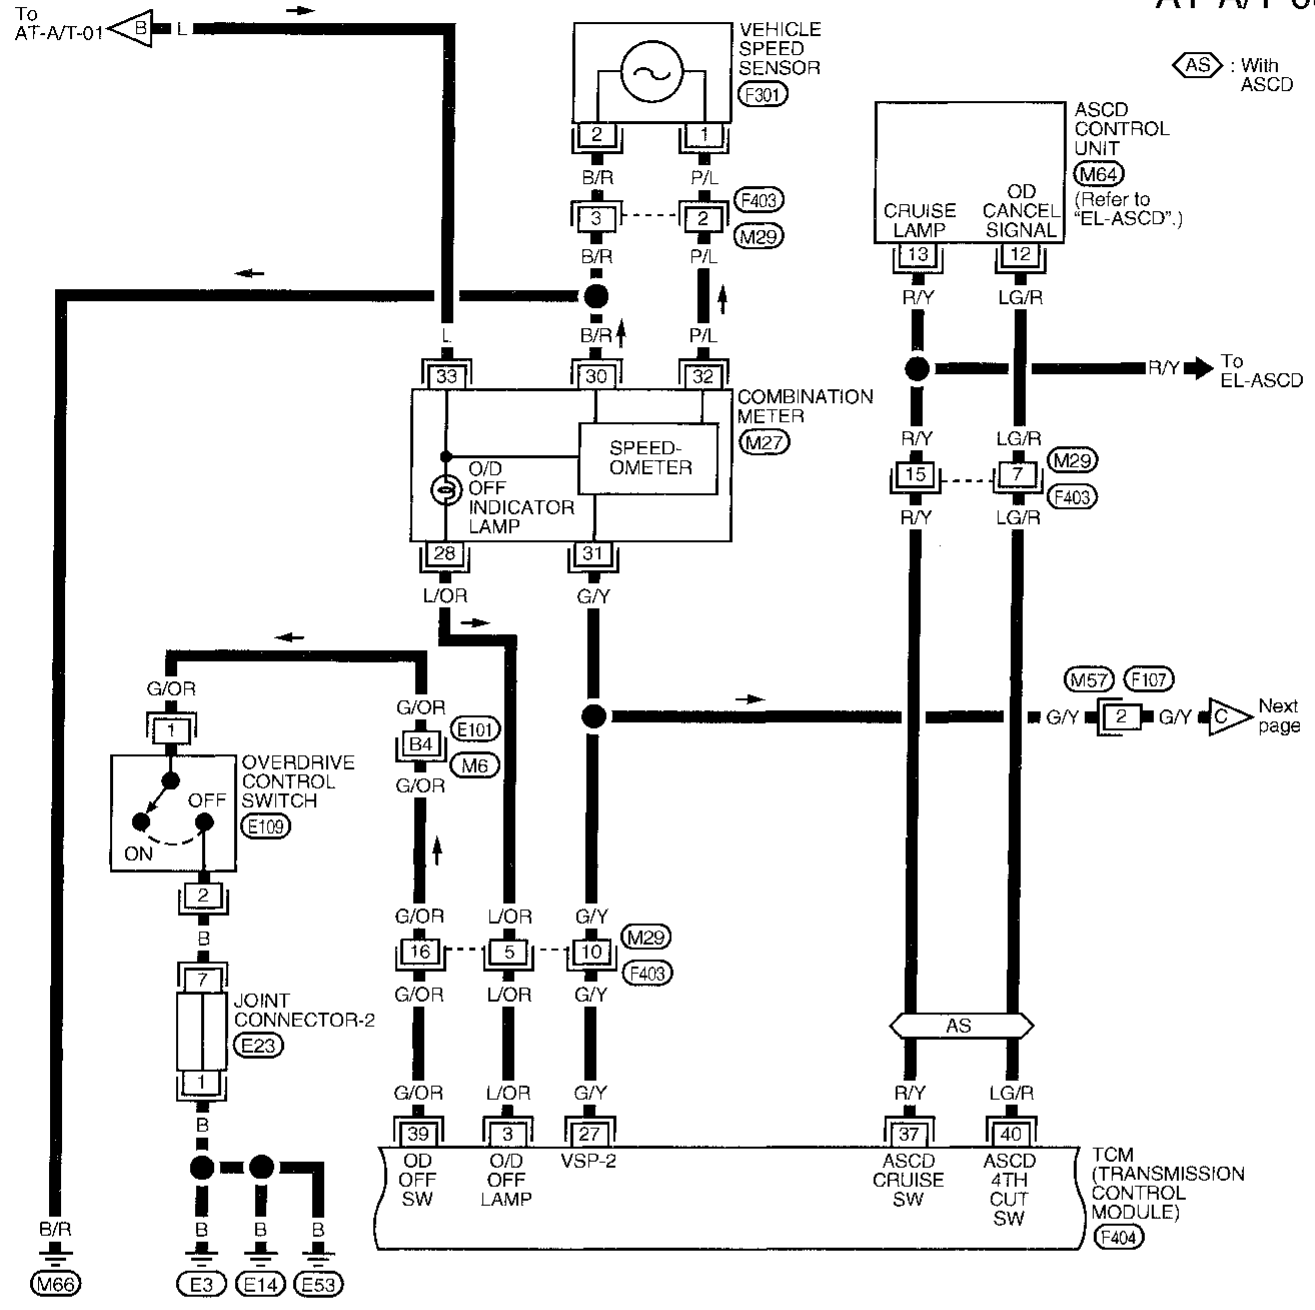 To
AT-A/T-01
B
L
VEHICLE
SPEED
SENSOR
F301
AS : With
ASCD
2
1
B/R
P/L
3
2
F403
M29
B/R
P/L
ASCD
CONTROL
UNIT
M64
(Refer to
"EL-ASCD".)
CRUISE
LAMP
OD
CANCEL
SIGNAL
13
12
R/Y
LG/R
L
B/R
P/L
33
30
32
R/Y
To
EL-ASCD
COMBINATION
METER
M27
SPEED-
OMETER
O/D
OFF
INDICATOR
LAMP
R/Y
LG/R
15
7
M29
F403
R/Y
LG/R
28
31
L/OR
G/Y
G/OR
1
G/OR
B4
E101
M6
G/OR
M57
F107
G/Y
2
G/Y
C
Next
page
OVERDRIVE
CONTROL
SWITCH
E109
OFF
ON
2
B
7
JOINT
CONNECTOR-2
E23
1
B
G/OR
L/OR
G/Y
16
5
10
M29
F403
G/OR
L/OR
G/Y
AS
G/OR
L/OR
G/Y
R/Y
LG/R
39
3
27
37
40
OD
OFF
SW
O/D
OFF
LAMP
VSP-2
ASCD
CRUISE
SW
ASCD
4TH
CUT
SW
TCM
(TRANSMISSION
CONTROL
MODULE)
F404
B/R
B
B
B
M66
E3
E14
E53